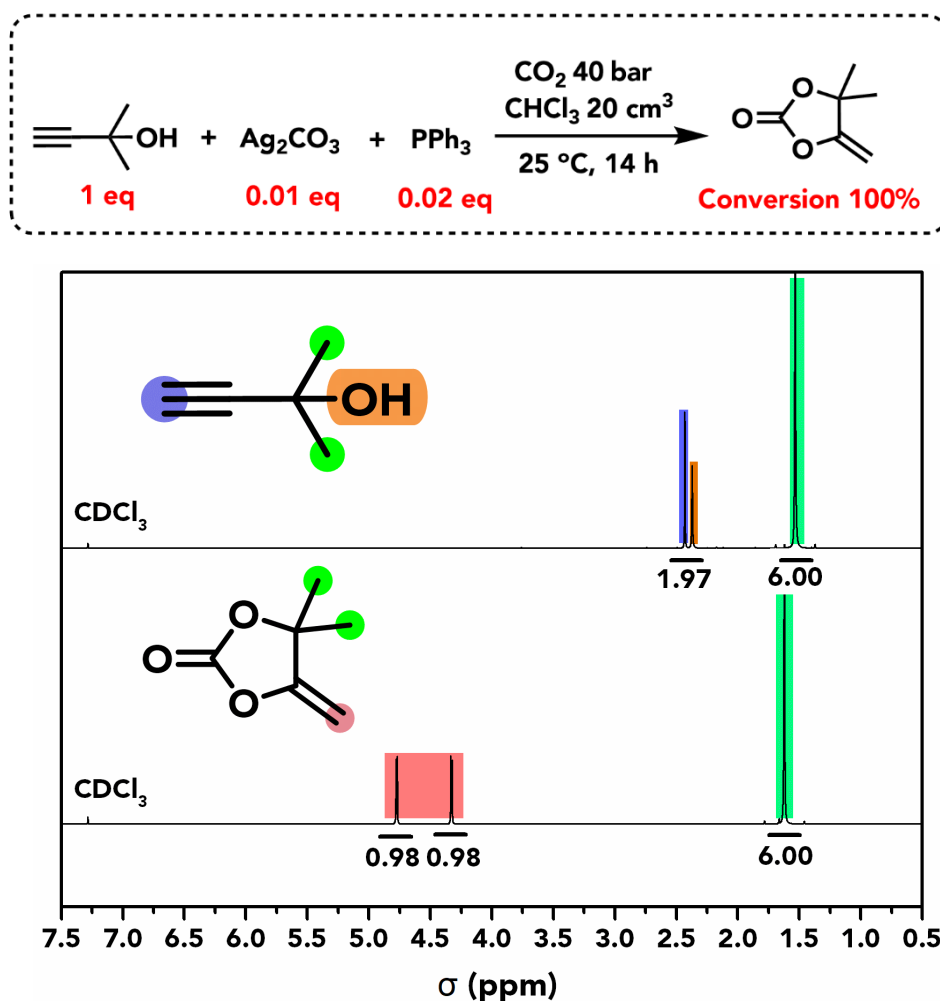 CO₂ 40 bar
CHCl₃ 20 cm³
OH + Ag₂CO₃ + PPh₃
25 °C, 14 h
O O O
1 eq 0.01 eq 0.02 eq Conversion 100%
OH
CDCl₃
1.97 6.00
O O O
CDCl₃
0.98 0.98 6.00
7.5 7.0 6.5 6.0 5.5 5.0 4.5 4.0 3.5 3.0 2.5 2.0 1.5 1.0 0.5
σ (ppm)